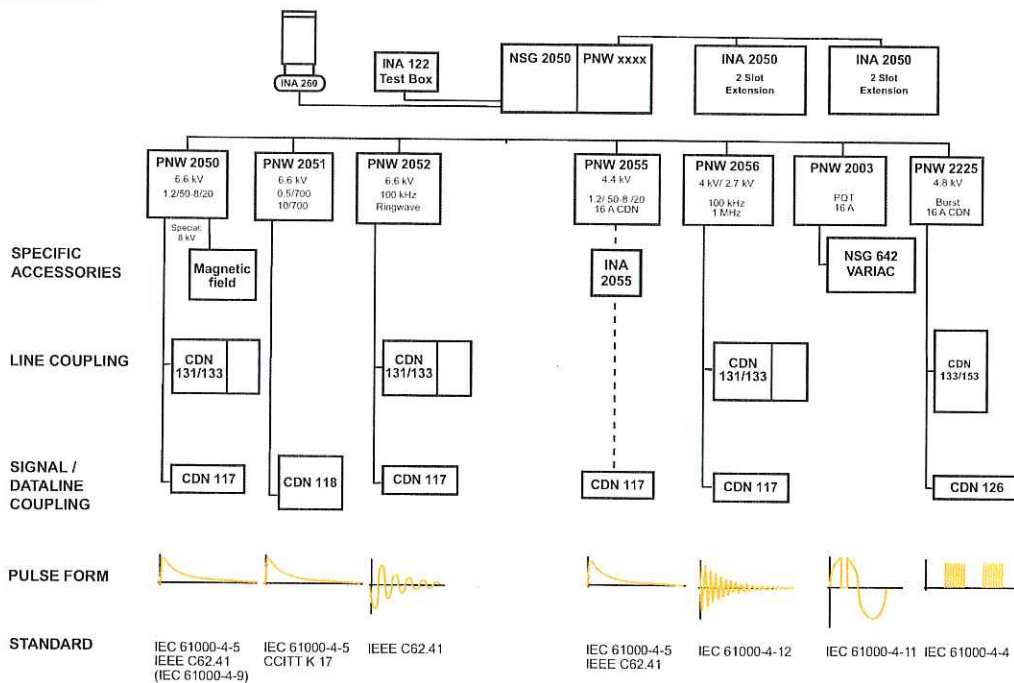 INA 260
INA 122
Test Box
NSG 2050
PNW xxxx
INA 2050
2 Slot
Extension
INA 2050
2 Slot
Extension
PNW 2050
6.6 kV
1.2/50-8/20
PNW 2051
6.6 kV
0.5/700
10/700
PNW 2052
6.6 kV
100 kHz
Ringwave
PNW 2055
4.4 kV
1.2/ 50-8 /20
16 A CDN
PNW 2056
4 kV/ 2.7 kV
100 kHz
1 MHz
PNW 2003
PQT
16 A
PNW 2225
4.8 kV
Burst
16 A CDN
SPECIFIC
ACCESSORIES
Special:
8 kV
Magnetic
field
INA
2055
NSG 642
VARIAC
LINE COUPLING
CDN
131/133
CDN
131/133
CDN
131/133
CDN
133/153
SIGNAL /
DATALINE
COUPLING
CDN 117
CDN 118
CDN 117
CDN 117
CDN 117
CDN 126
PULSE FORM
STANDARD
IEC 61000-4-5
IEEE C62.41
(IEC 61000-4-9)
IEC 61000-4-5
CCITT K 17
IEEE C62.41
IEC 61000-4-5
IEEE C62.41
IEC 61000-4-12
IEC 61000-4-11
IEC 61000-4-4